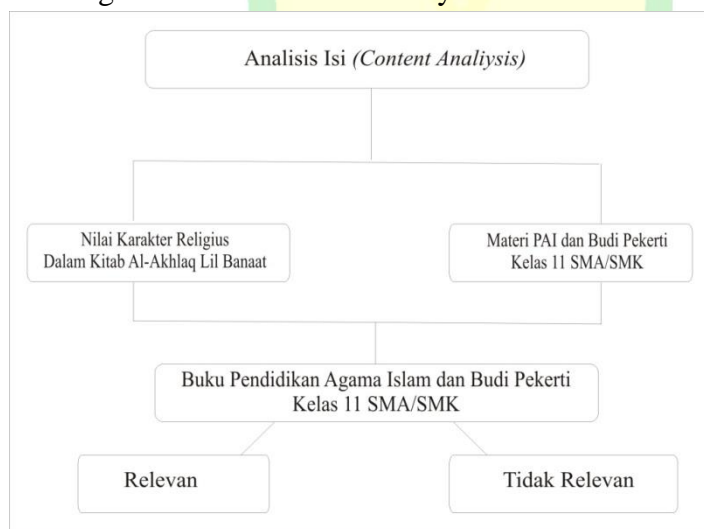 Analisis Isi (Content Analiysis)
Nilai Karakter Religius
Dalam Kitab Al-Akhlaq Lil Banaat
Materi PAI dan Budi Pekerti
Kelas 11 SMA/SMK
Buku Pendidikan Agama Islam dan Budi Pekerti
Kelas 11 SMA/SMK
Relevan
Tidak Relevan